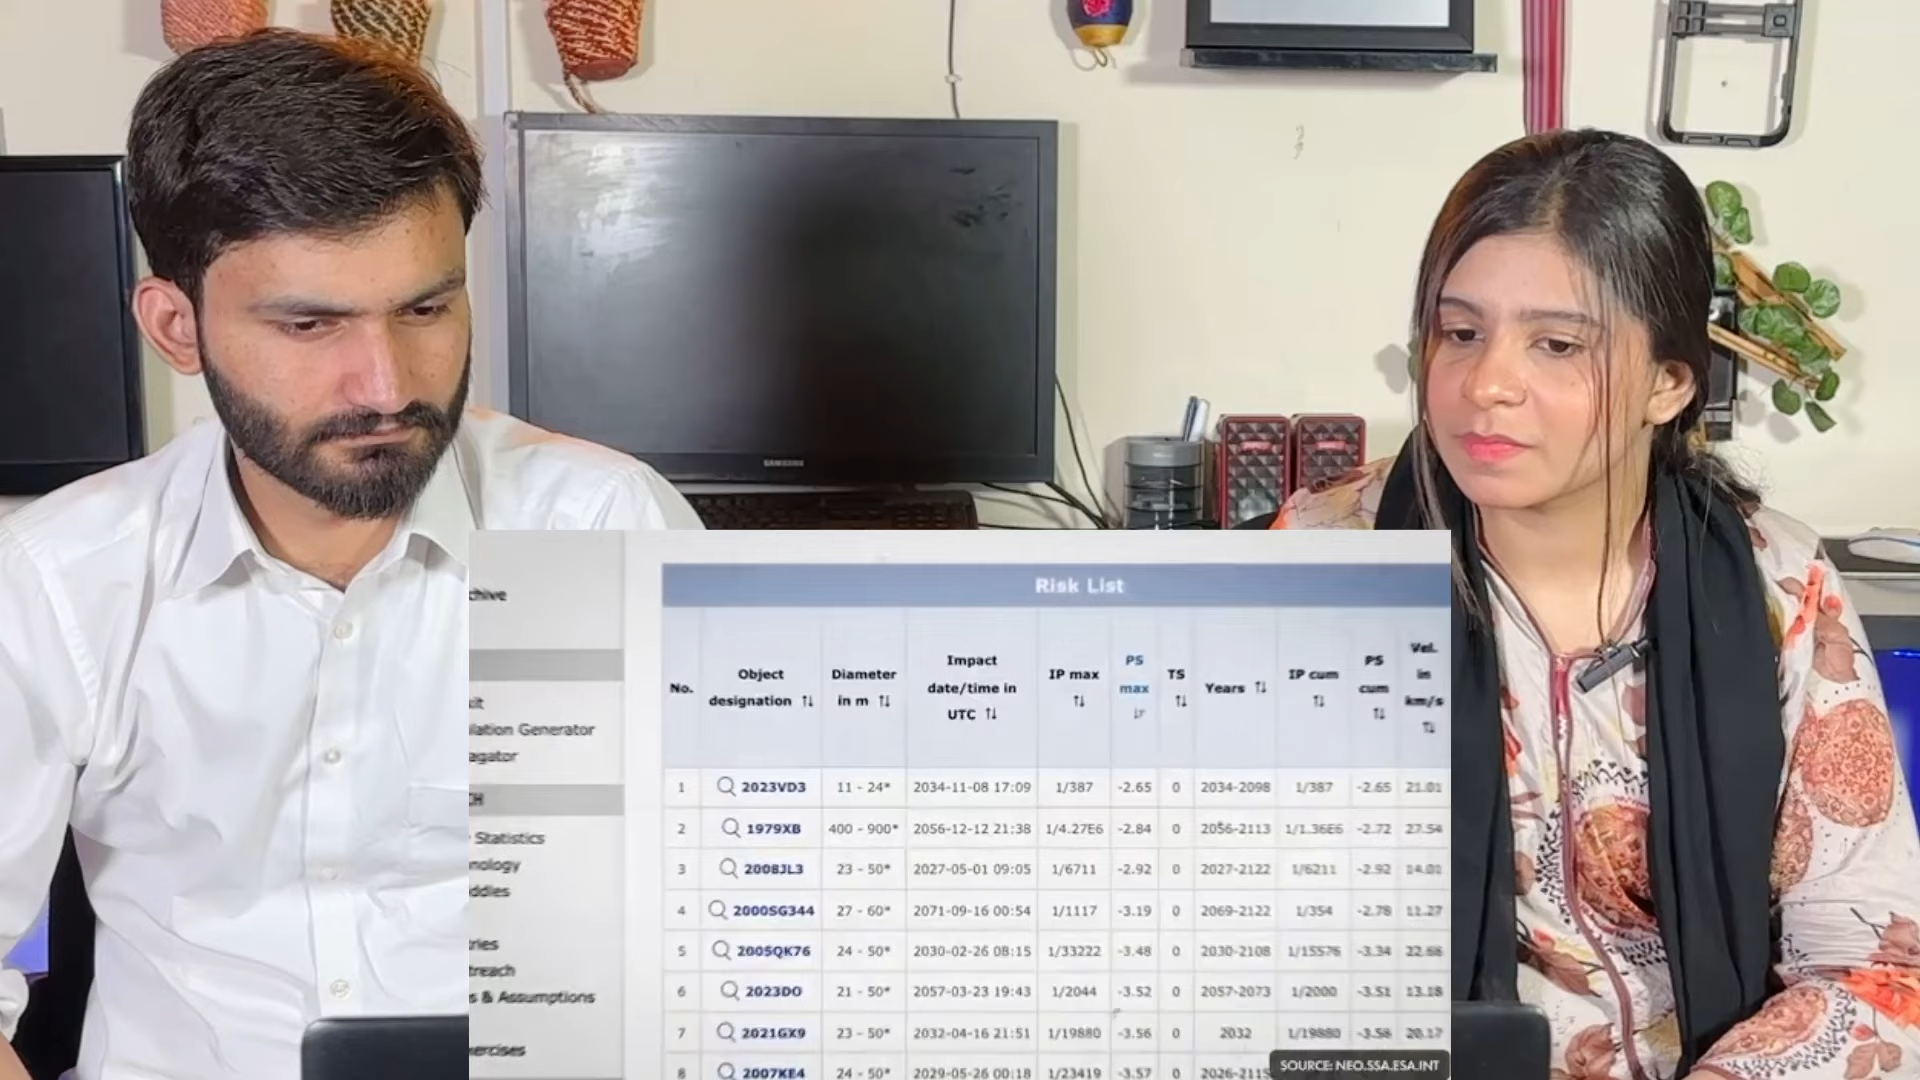 SAMSUNG
chive
Risk List
No. Object designation Diameter in m Impact date/time in UTC IP max PS max TS Years IP cum PS cum Vel. in km/s
1 2023VD3 11 - 24* 2034-11-08 17:09 1/387 -2.65 0 2034-2098 1/387 -2.65 21.01
2 1979XB 400 - 900* 2056-12-12 21:38 1/4.27E6 -2.84 0 2056-2113 1/1.36E6 -2.72 27.54
3 2008JL3 23 - 50* 2027-05-01 09:05 1/6711 -2.92 0 2027-2122 1/6211 -2.92 14.01
4 2000SG344 27 - 60* 2071-09-16 00:54 1/1117 -3.19 0 2069-2122 1/354 -2.78 11.27
5 2005QK76 24 - 50* 2030-02-26 08:15 1/33222 -3.48 0 2030-2108 1/15576 -3.34 22.66
6 2023DO 21 - 50* 2057-03-23 19:43 1/2044 -3.52 0 2057-2073 1/2000 -3.51 13.18
7 2021GX9 23 - 50* 2032-04-16 21:51 1/19880 -3.56 0 2032 1/19880 -3.56 20.17
8 2007KE4 24 - 50* 2029-05-26 00:18 1/23419 -3.57 0 2026-2115
kit
lation Generator
agator
CH
Statistics
nology
ddies
ries
treach
s & Assumptions
xercises
SOURCE: NEO.SSA.ESA.INT